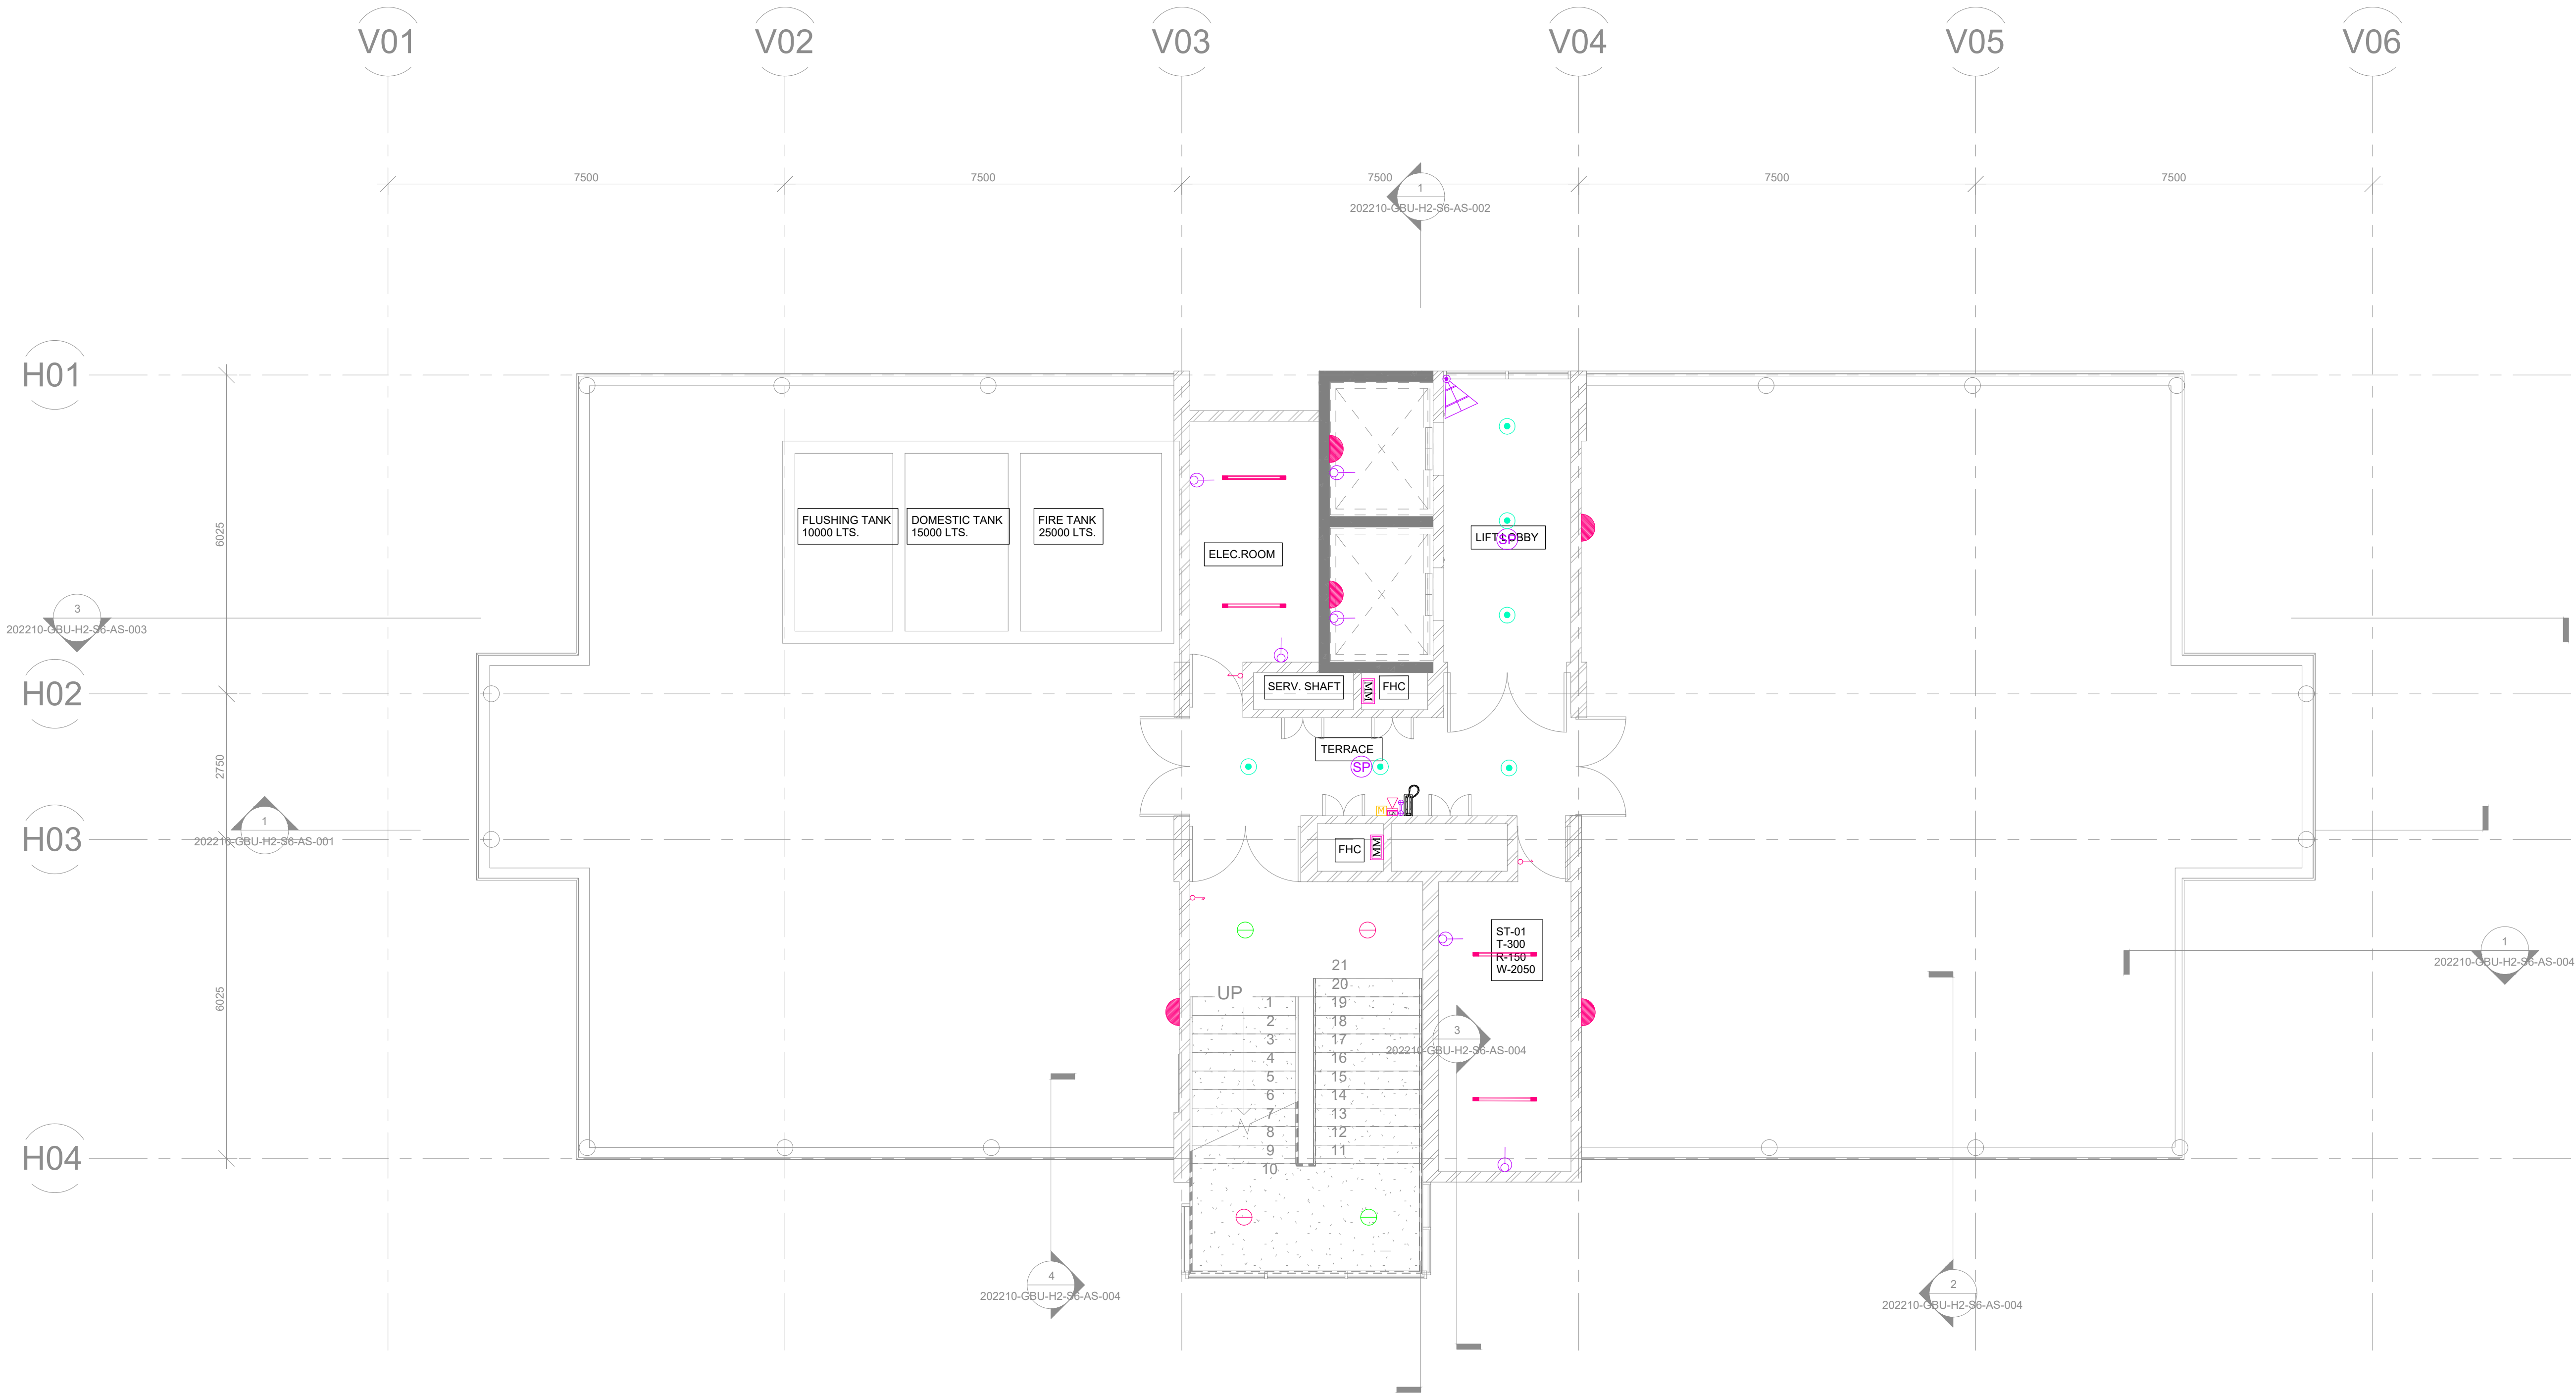 V01
V02
V03
V04
V05
V06
7500
7500
7500
7500
7500
1
202210-GBU-H2-S6-AS-002
H01
6025
FLUSHING TANK
10000 LTS.
DOMESTIC TANK
15000 LTS.
FIRE TANK
25000 LTS.
ELEC.ROOM
LIFT LOBBY
SP
3
202210-GBU-H2-S6-AS-003
H02
SERV. SHAFT
MM
FHC
2750
TERRACE
SP
M
1
202210-GBU-H2-S6-AS-001
H03
FHC
MM
ST-01
T-300
R-150
W-2050
1
202210-GBU-H2-S6-AS-004
6025
UP
21
20
1
19
2
18
3
17
4
16
5
15
6
14
7
13
8
12
9
11
10
3
202210-GBU-H2-S6-AS-004
H04
4
202210-GBU-H2-S6-AS-004
2
202210-GBU-H2-S6-AS-004